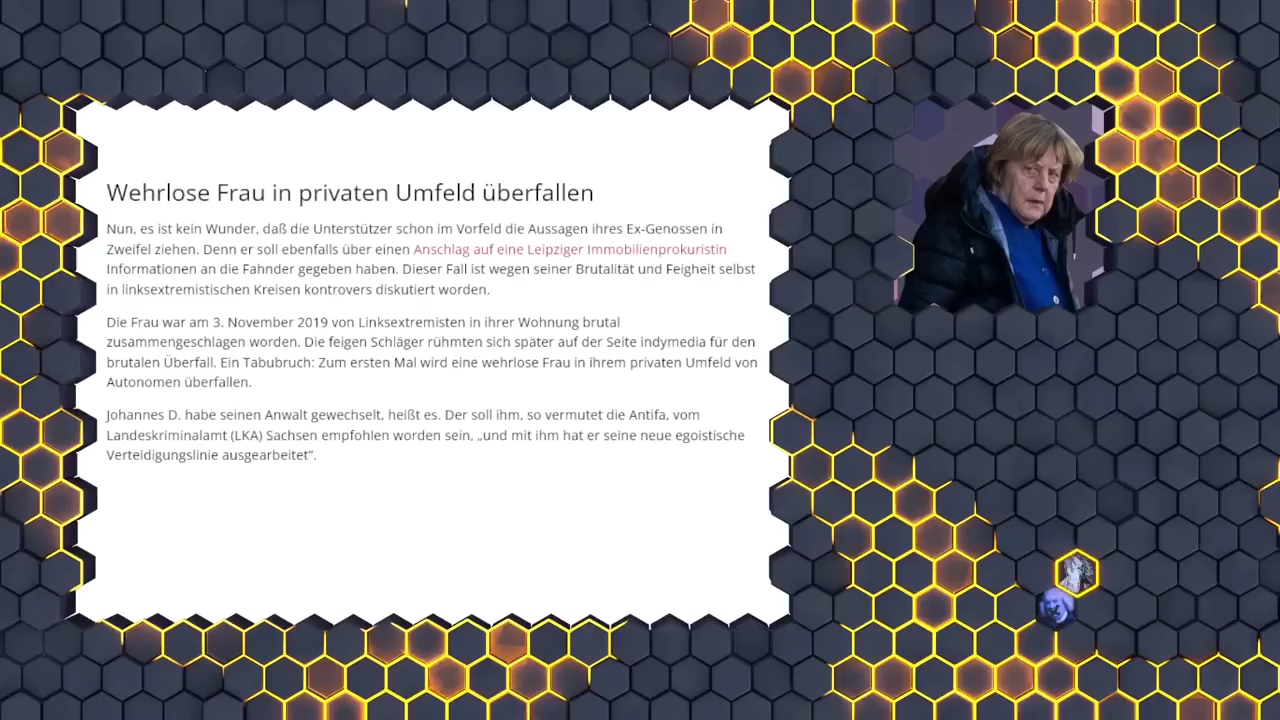 Wehrlose Frau in privaten Umfeld überfallen
Nun, es ist kein Wunder, daß die Unterstützer schon im Vorfeld die Aussagen ihres Ex-Genossen in
Zweifel ziehen. Denn er soll ebenfalls über einen Anschlag auf eine Leipziger Immobilienprokuristin
Informationen an die Fahnder gegeben haben. Dieser Fall ist wegen seiner Brutalität und Feigheit selbst
in linksextremistischen Kreisen kontrovers diskutiert worden.
Die Frau war am 3. November 2019 von Linksextremisten in ihrer Wohnung brutal
zusammengeschlagen worden. Die feigen Schläger rühmten sich später auf der Seite indymedia für den
brutalen Überfall. Ein Tabubruch: Zum ersten Mal wird eine wehrlose Frau in ihrem privaten Umfeld von
Autonomen überfallen.
Johannes D. habe seinen Anwalt gewechselt, heißt es. Der soll ihm, so vermutet die Antifa, vom
Landeskriminalamt (LKA) Sachsen empfohlen worden sein, „und mit ihm hat er seine neue egoistische
Verteidigungslinie ausgearbeitet“.